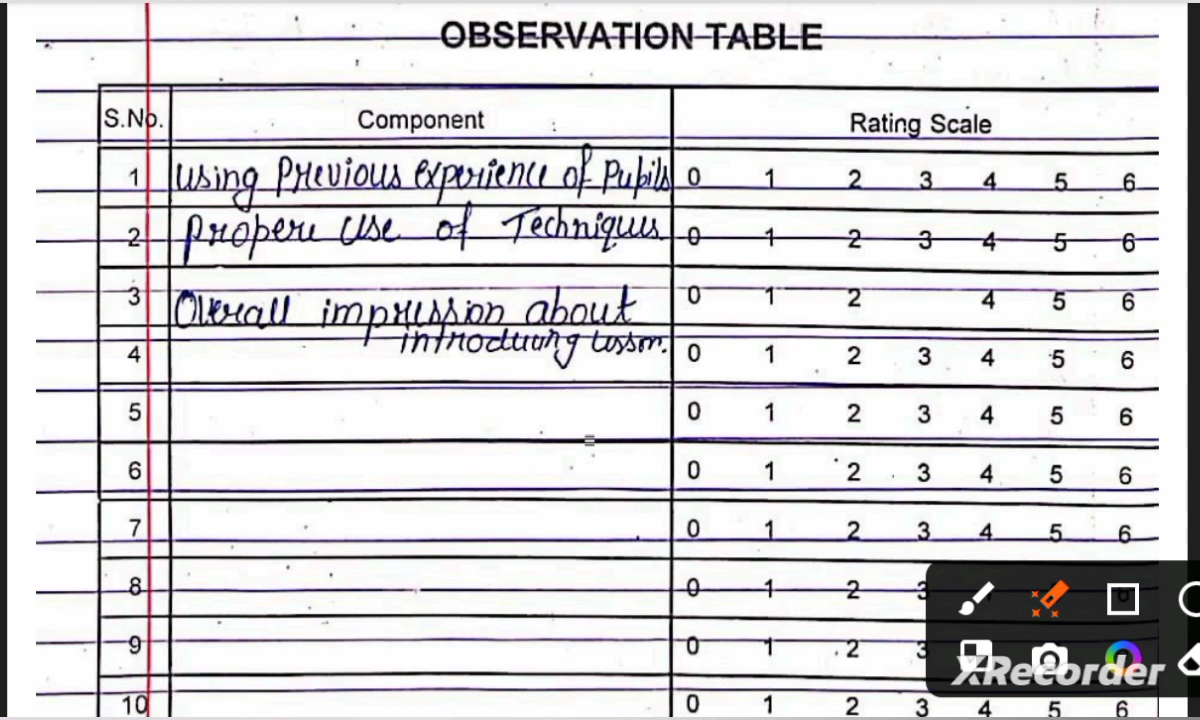 OBSERVATION TABLE
S.No. Component Rating Scale
1 using Previous experience of Pupils 0 1 2 3 4 5 6
2 propere Use of Techniques. 0 1 2 3 4 5 6
3 Overall impression about 0 1 2 4 5 6
4 introducing lesson. 0 1 2 3 4 5 6
5 0 1 2 3 4 5 6
6 0 1 2 3 4 5 6
7 0 1 2 3 4 5 6
8 0 1 2 3 4 6
9 0 1 2 3
XRecorder
10 0 1 2 3 4 5 6